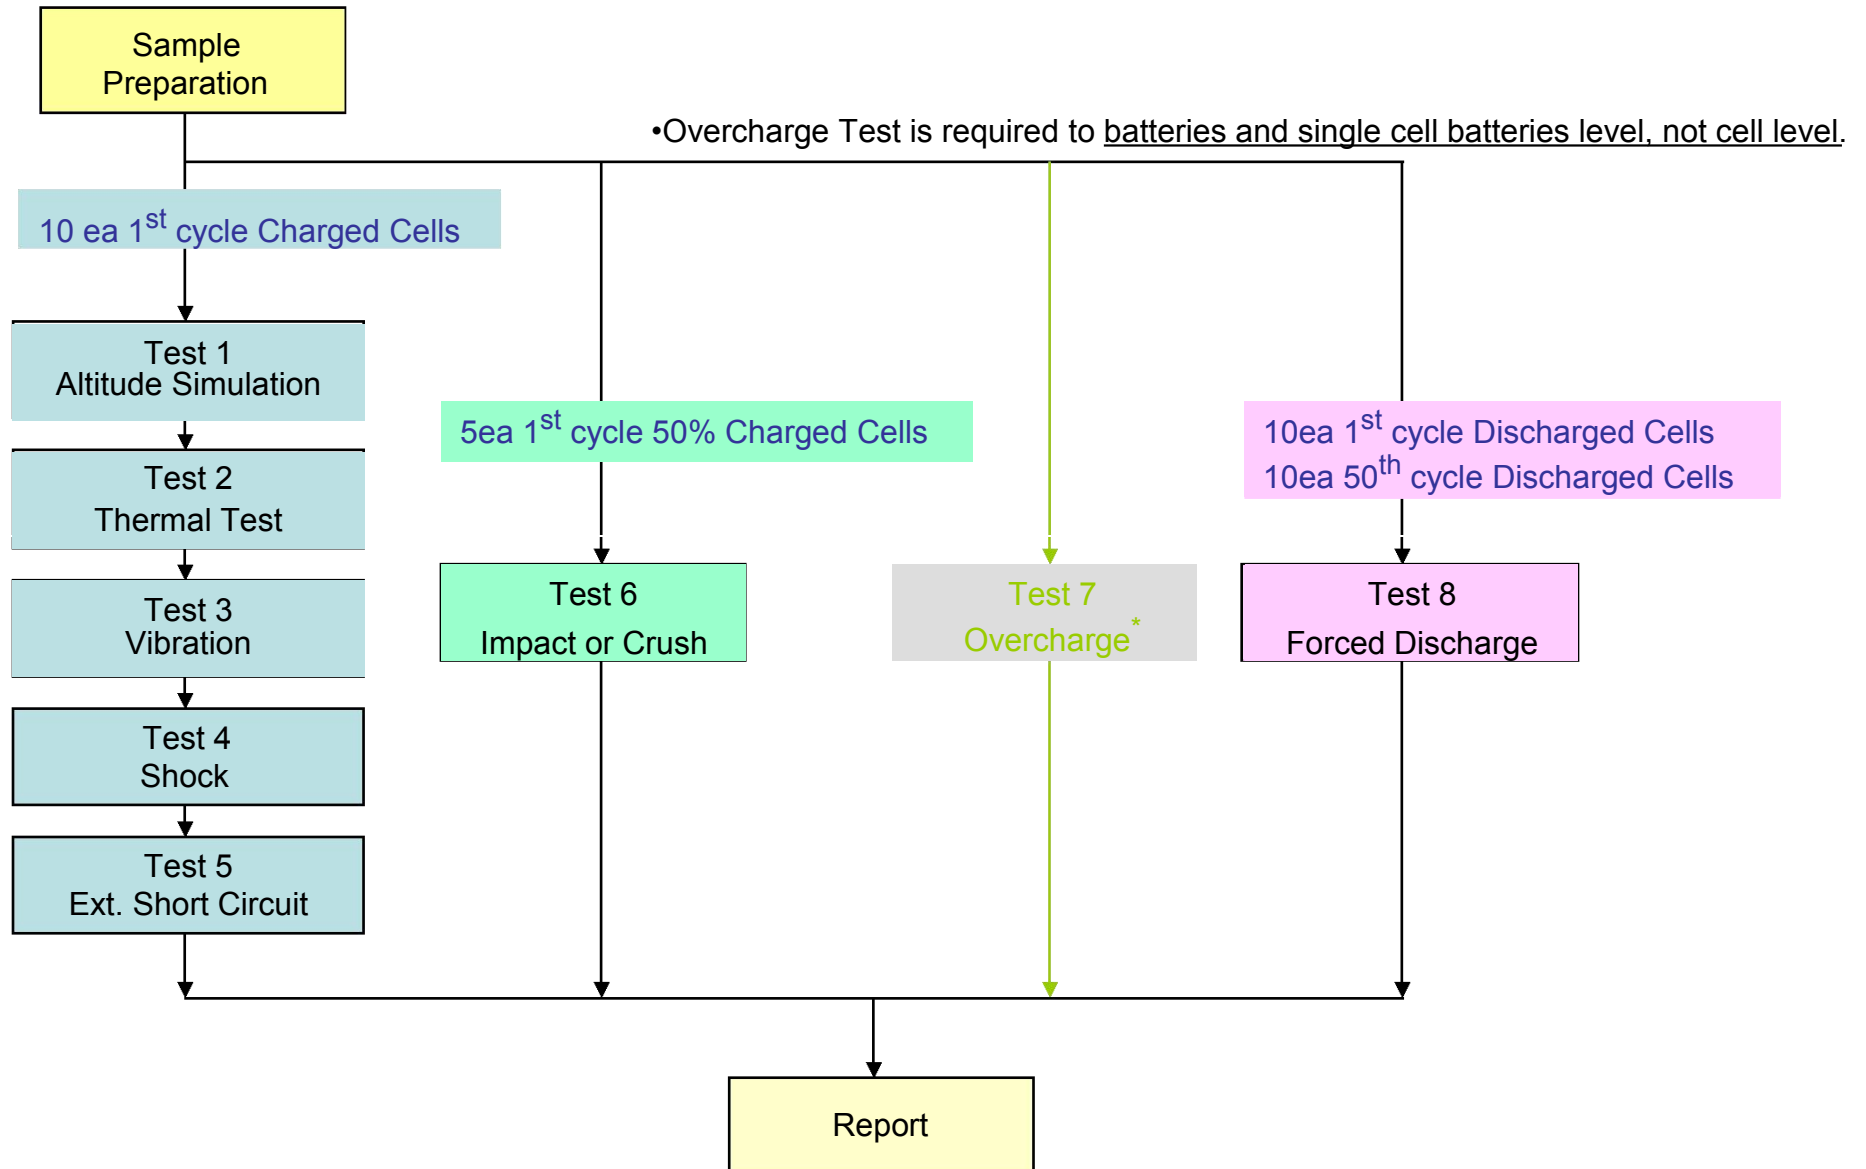 Sample
Preparation
•Overcharge Test is required to batteries and single cell batteries level, not cell level.
10 ea 1st cycle Charged Cells
Test 1
Altitude Simulation
Test 2
Thermal Test
Test 3
Vibration
Test 4
Shock
Test 5
Ext. Short Circuit
5ea 1st cycle 50% Charged Cells
Test 6
Impact or Crush
Test 7
Overcharge*
10ea 1st cycle Discharged Cells
10ea 50th cycle Discharged Cells
Test 8
Forced Discharge
Report